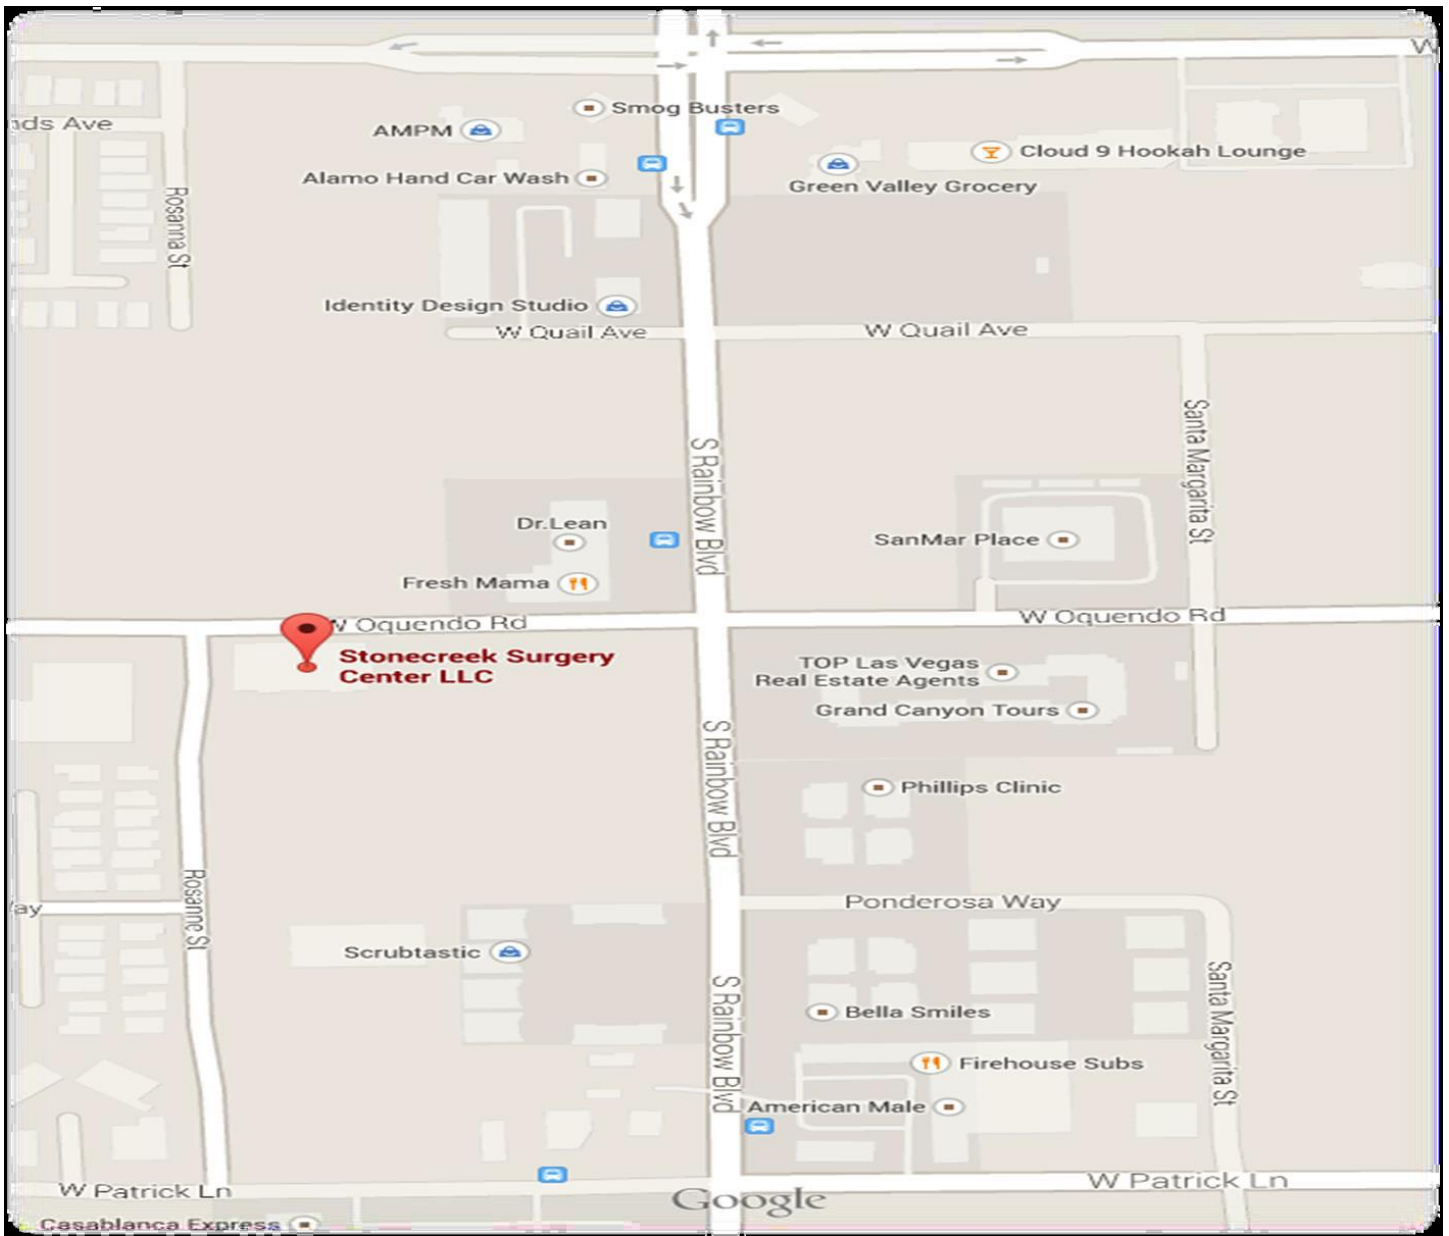 W
nds Ave
Smog Busters
AMPM
Cloud 9 Hookah Lounge
Alamo Hand Car Wash
Green Valley Grocery
Rosanna St
Identity Design Studio
W Quail Ave
W Quail Ave
Santa Margarita St
S Rainbow Blvd
Dr.Lean
SanMar Place
Fresh Mama
W Oquendo Rd
W Oquendo Rd
Stonecreek Surgery
Center LLC
TOP Las Vegas
Real Estate Agents
Grand Canyon Tours
S Rainbow Blvd
Phillips Clinic
Rosanne St
ay
Ponderosa Way
Scrubtastic
Santa Margarita St
S Rainbow Blvd
Bella Smiles
Firehouse Subs
American Male
W Patrick Ln
W Patrick Ln
Google
Casablanca Express